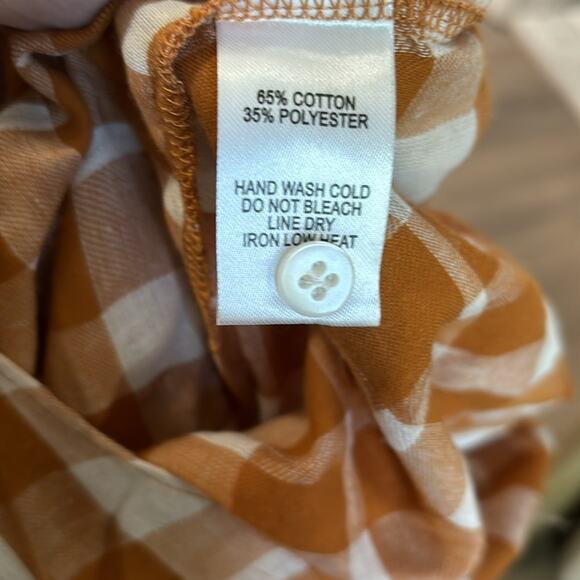 65% COTTON
35% POLYESTER
HAND WASH COLD
DO NOT BLEACH
LINE DRY
IRON LOW HEAT